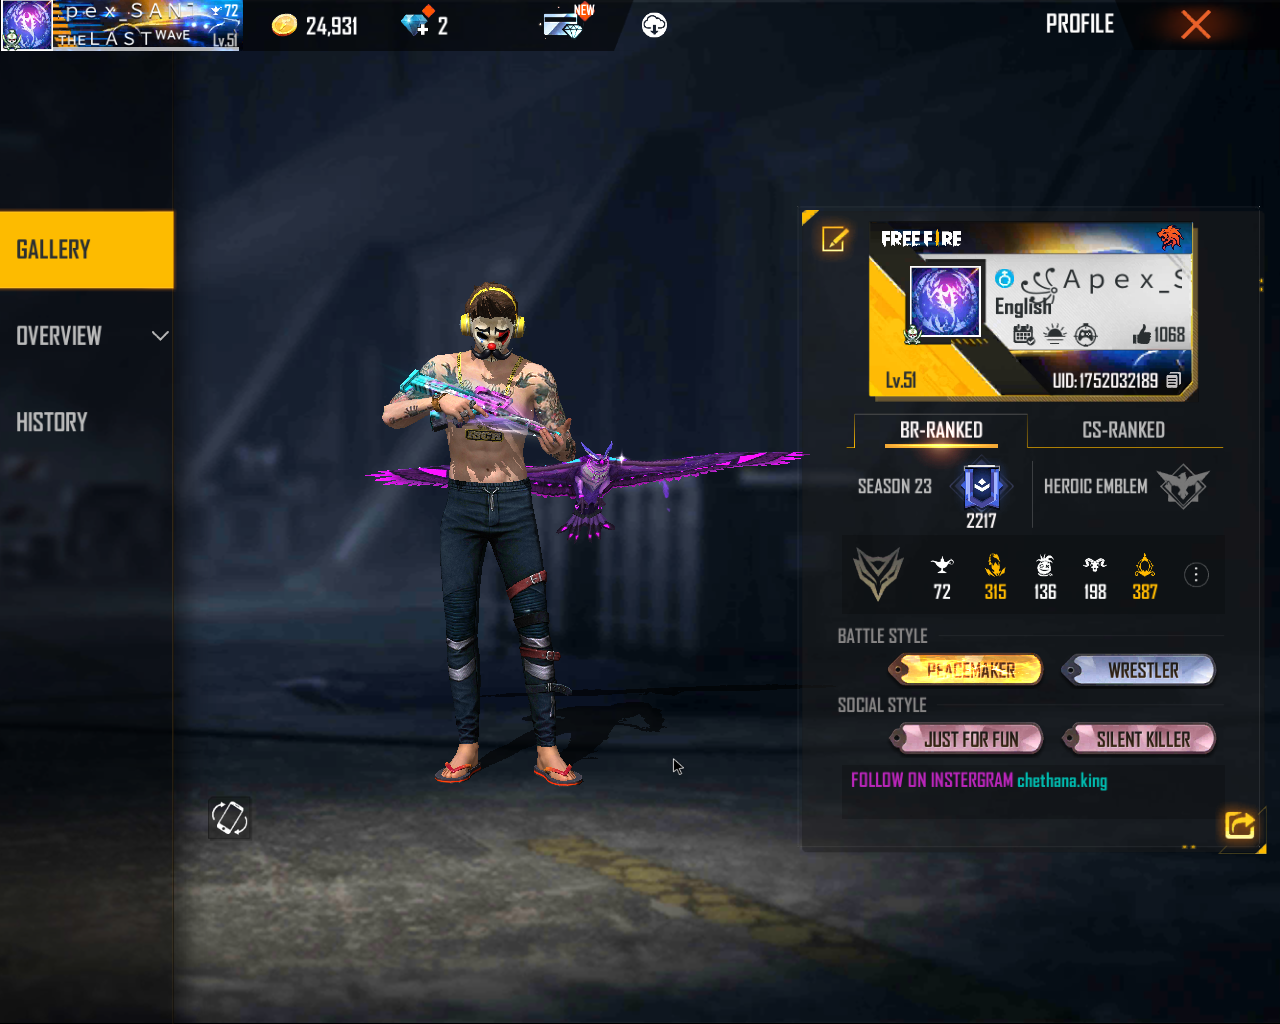 pex_SAN
72
THE LAST WAvE
Lv.51
24,931
2
NEW
PROFILE
GALLERY
OVERVIEW
HISTORY
FREE FIRE
Apex_S
English
1068
Lv.51
UID:1752032189
BR-RANKED
CS-RANKED
SEASON 23
2217
HEROIC EMBLEM
72
315
136
198
387
BATTLE STYLE
PEACEMAKER
WRESTLER
SOCIAL STYLE
JUST FOR FUN
SILENT KILLER
FOLLOW ON INSTERGRAM chethana.king